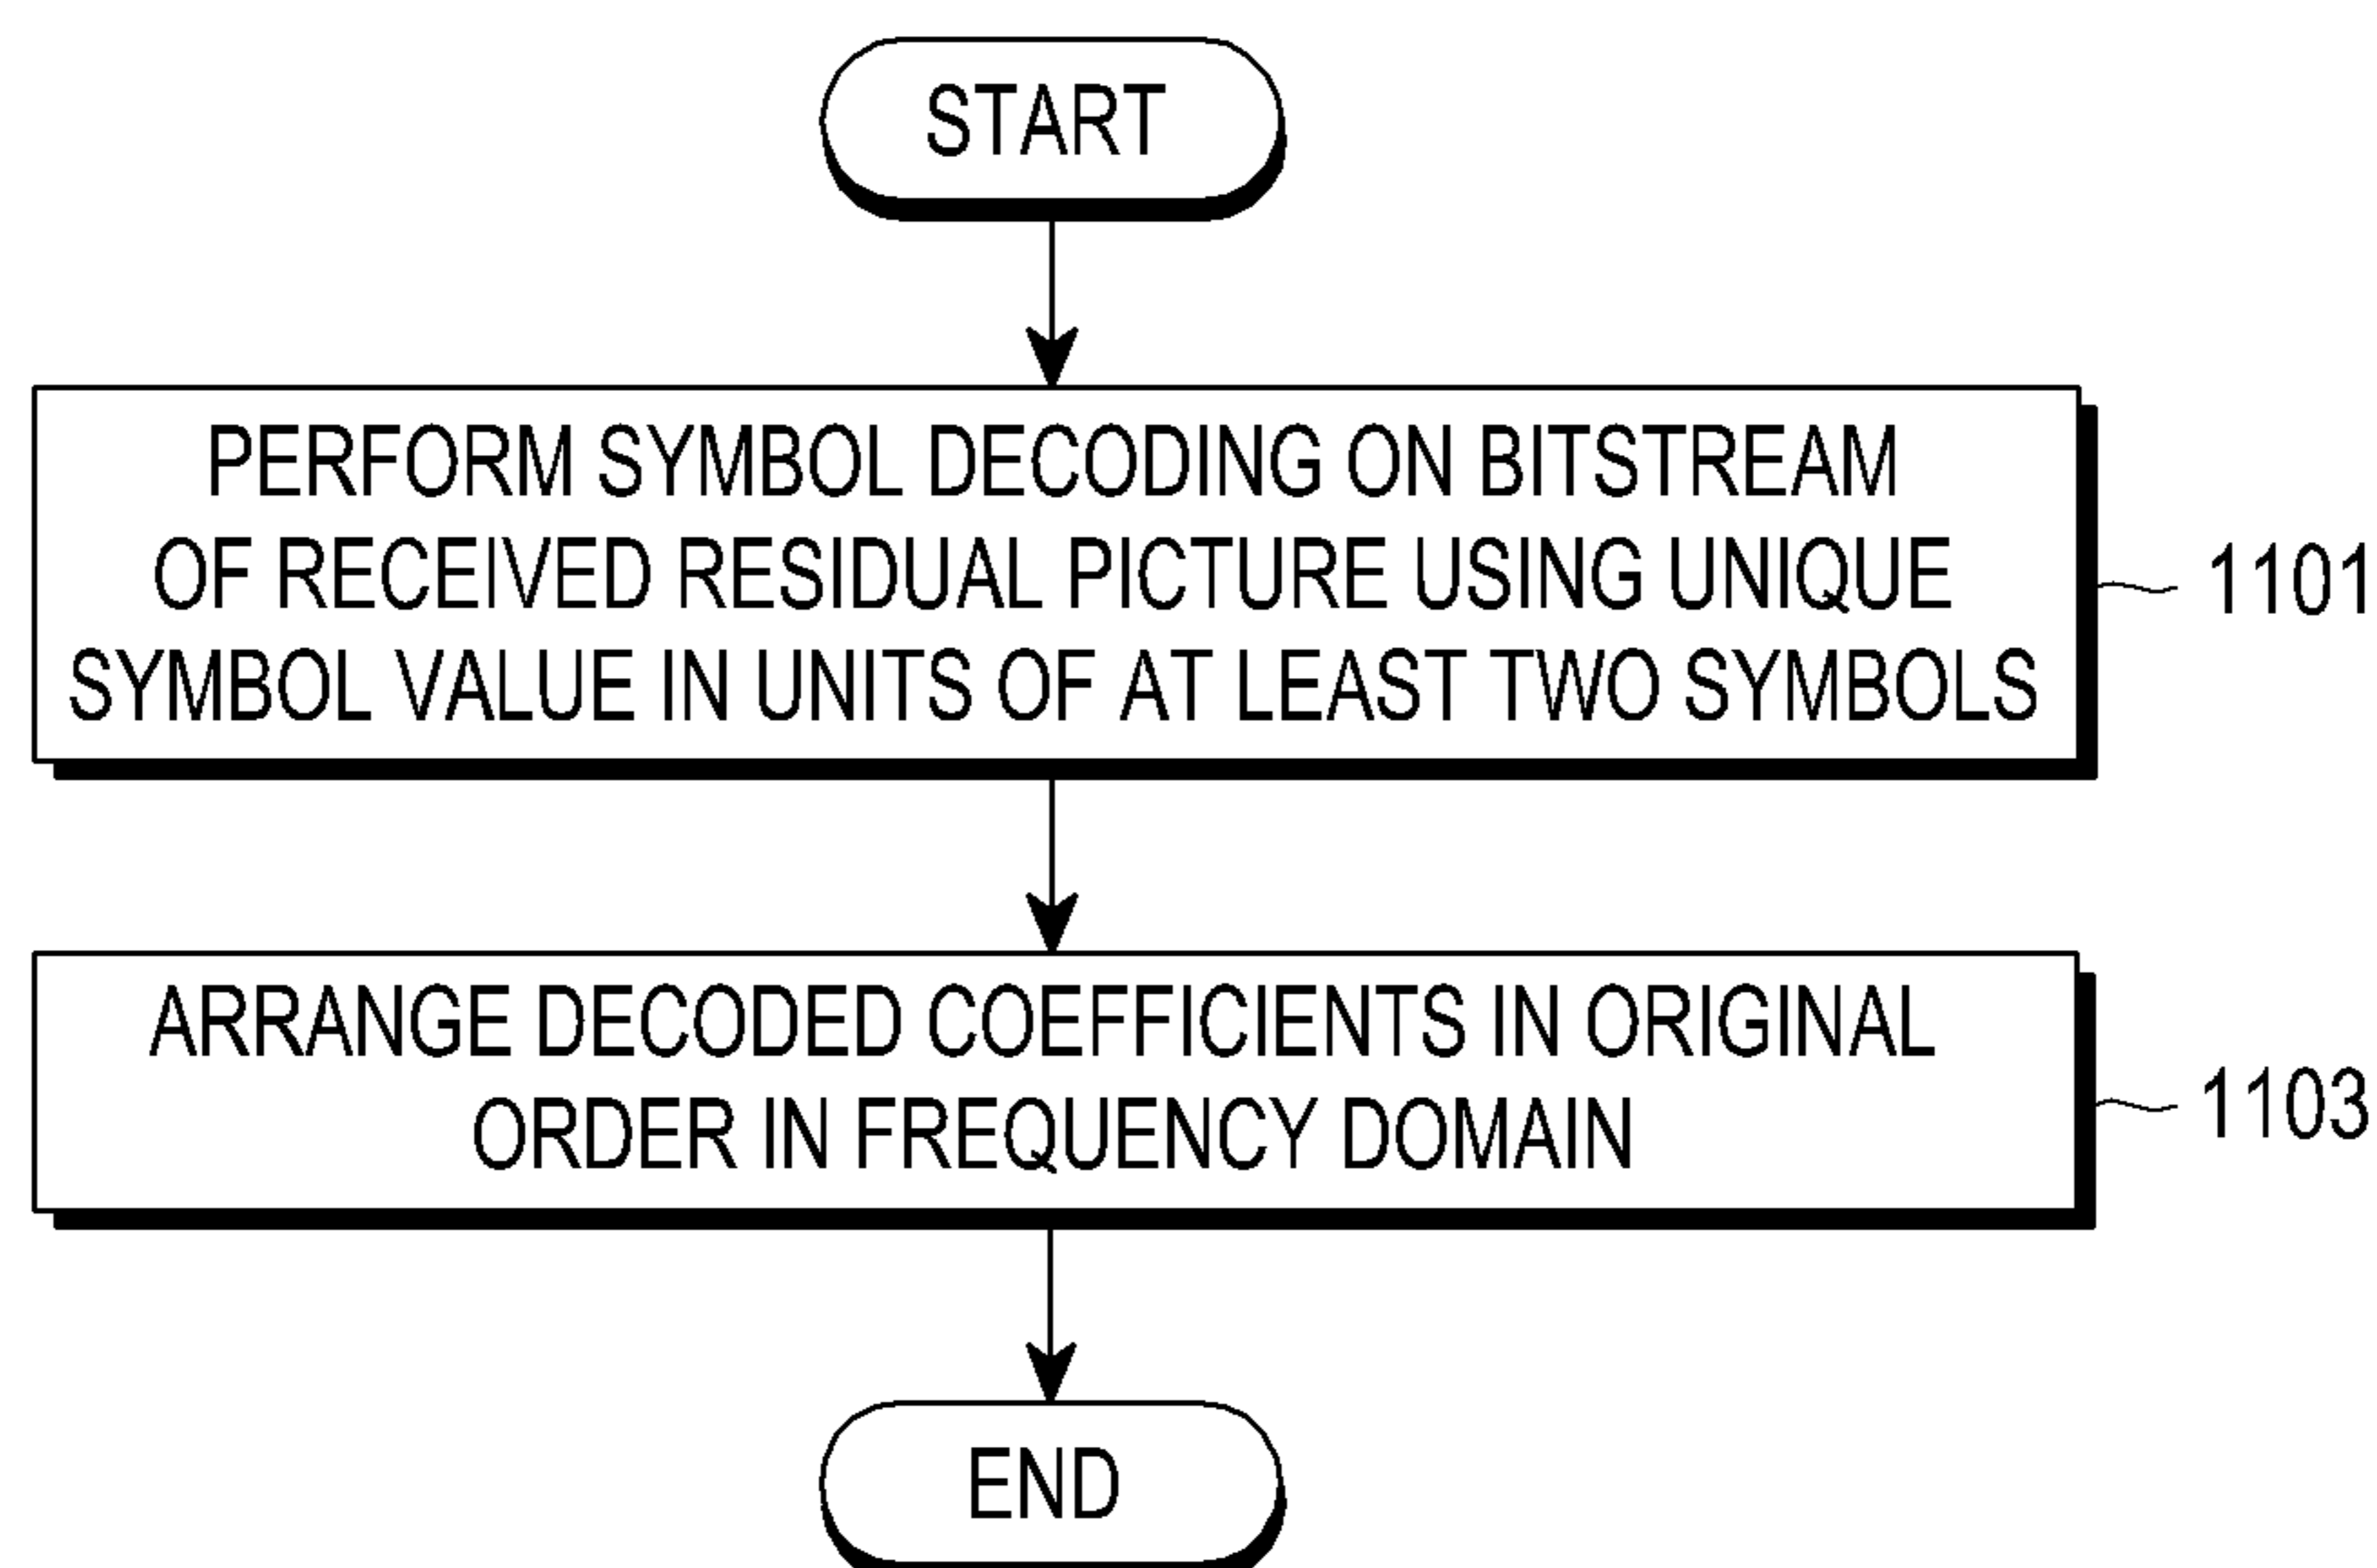 START
PERFORM SYMBOL DECODING ON BITSTREAM
OF RECEIVED RESIDUAL PICTURE USING UNIQUE
SYMBOL VALUE IN UNITS OF AT LEAST TWO SYMBOLS
1101
ARRANGE DECODED COEFFICIENTS IN ORIGINAL
ORDER IN FREQUENCY DOMAIN
1103
END